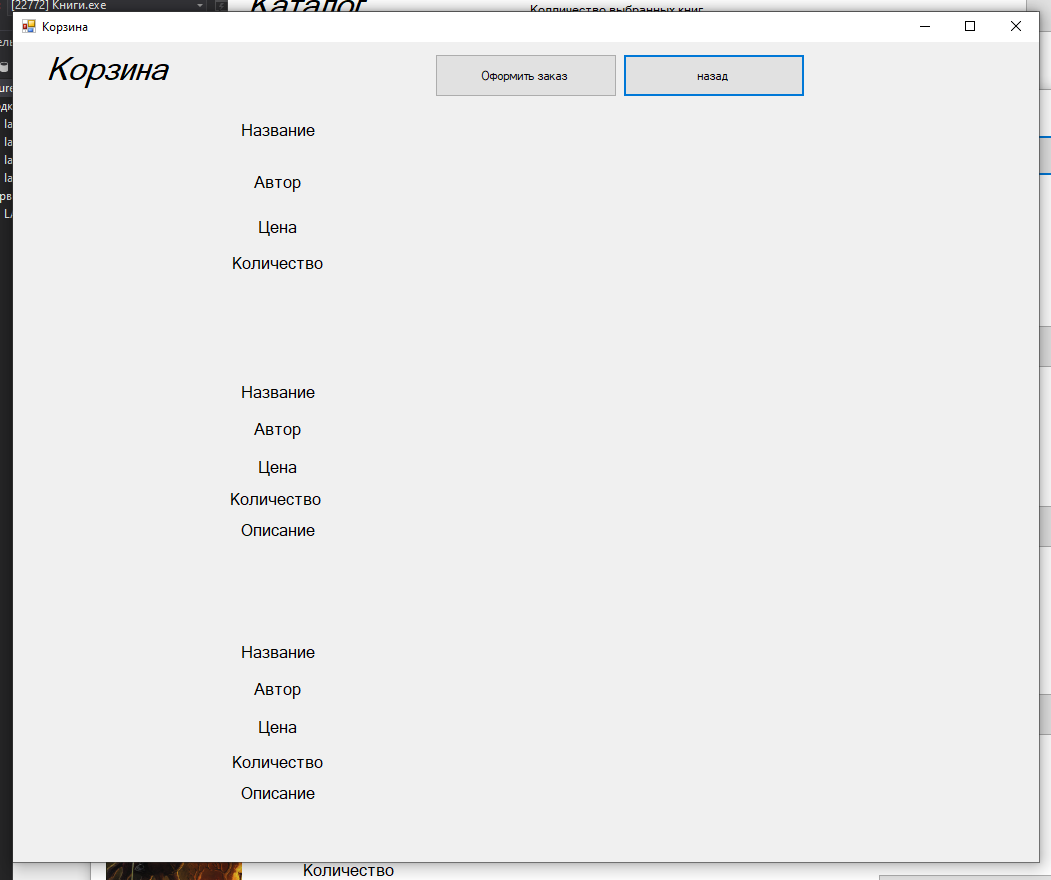 [22772] Книги.exe
Каталог
Колличество выбранных книг
Корзина
Корзина
Оформить заказ
назад
Название
Автор
Цена
Количество
Название
Автор
Цена
Количество
Описание
Название
Автор
Цена
Количество
Описание
Количество